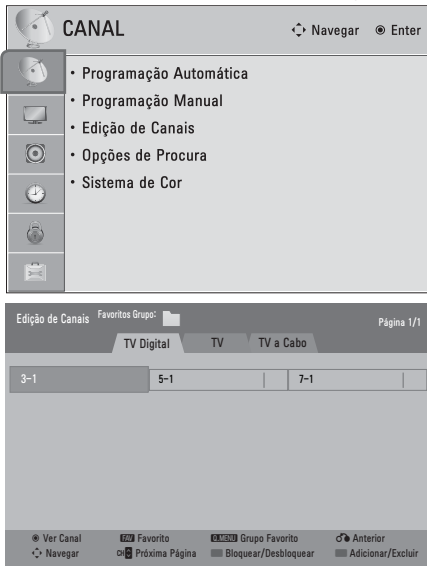 CANAL Navegar Enter
• Programação Automática
• Programação Manual
• Edição de Canais
• Opções de Procura
• Sistema de Cor
Edição de Canais Favoritos Grupo: Página 1/1
TV Digital TV TV a Cabo
3-1 5-1 7-1
Ver Canal FAV Favorito Q.MENU Grupo Favorito Anterior
Navegar CH Próxima Página Bloquear/Desbloquear Adicionar/Excluir